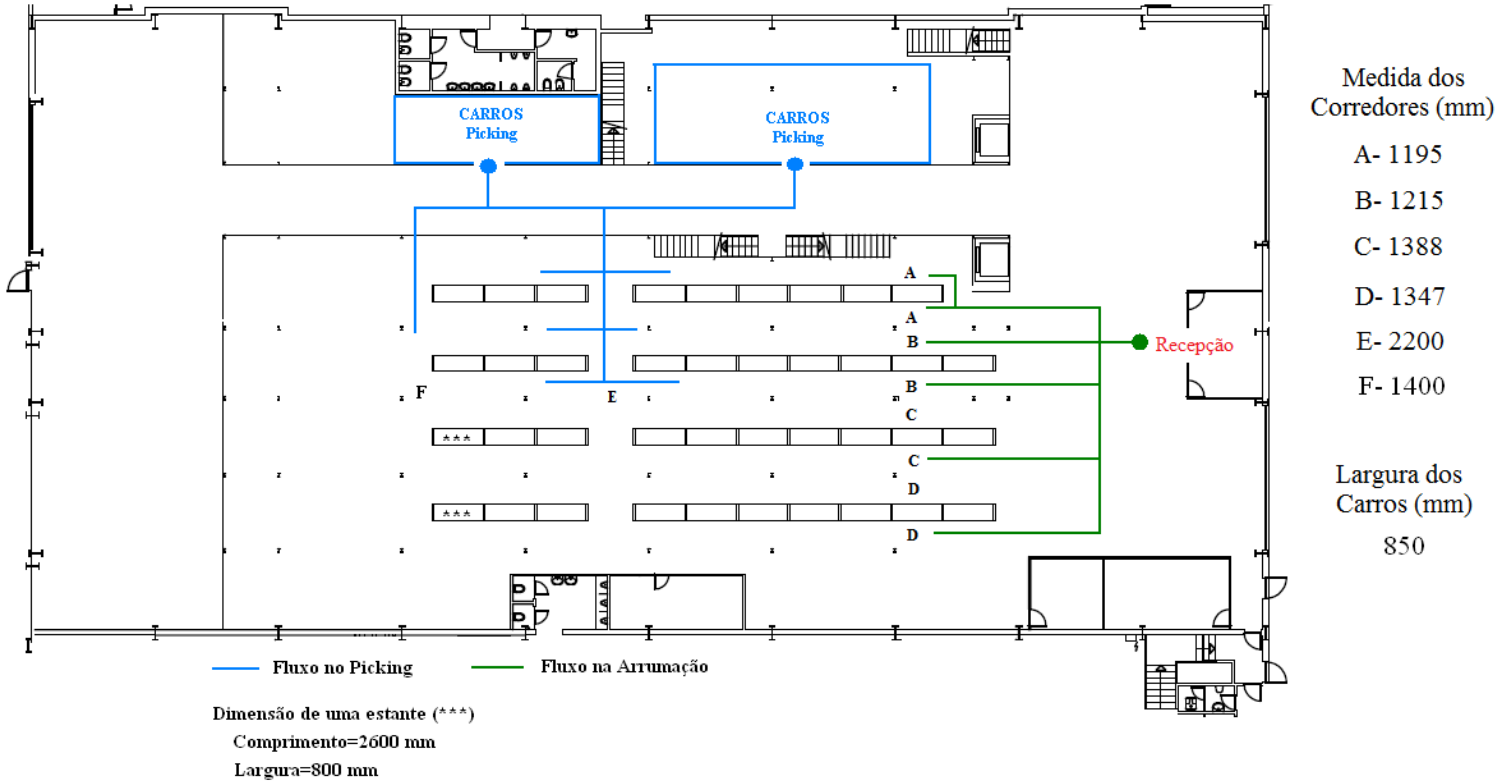 CARROS
Picking
CARROS
Picking
A
A
B
Recepção
B
F
E
C
C
D
D
*** 
***
Medida dos
Corredores (mm)
A- 1195
B- 1215
C- 1388
D- 1347
E- 2200
F- 1400
Largura dos
Carros (mm)
850
Fluxo no Picking
Fluxo na Arrumação
Dimensão de uma estante (***)
Comprimento=2600 mm
Largura=800 mm